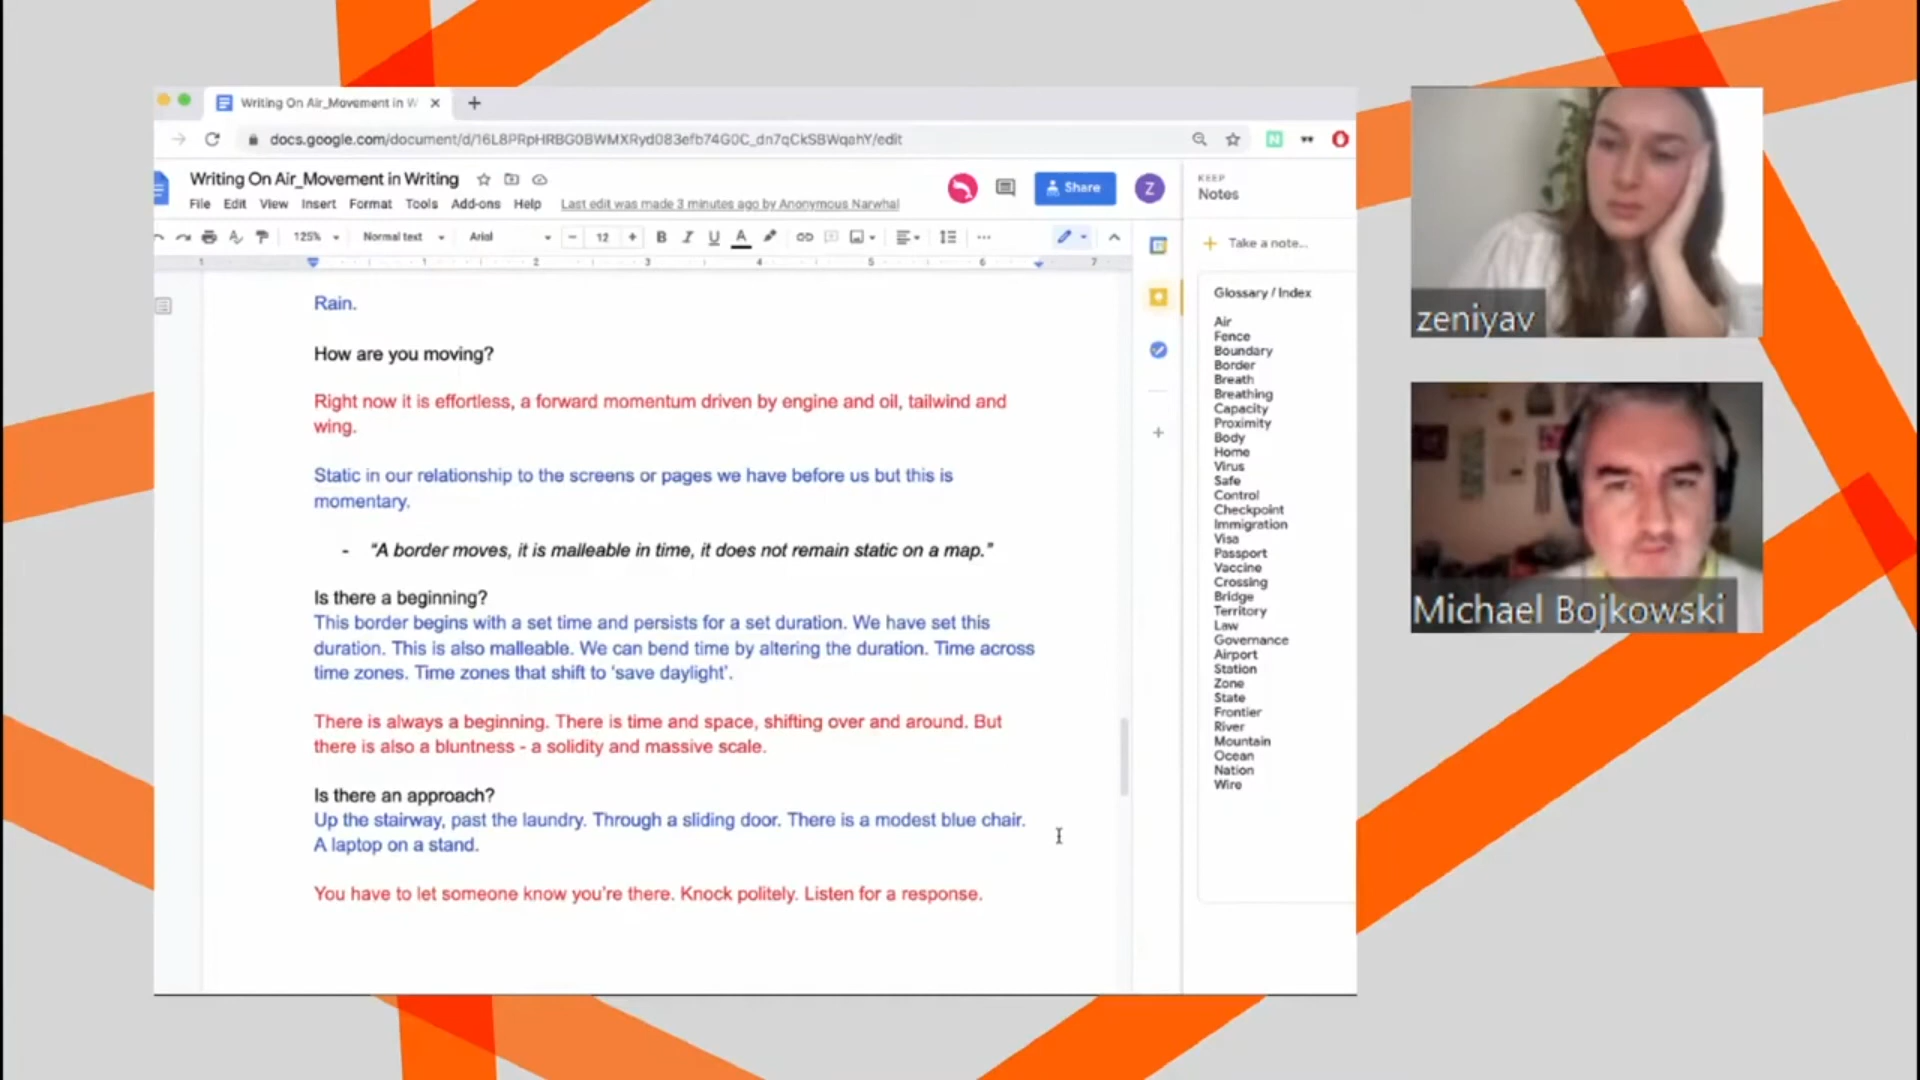 Writing On Air_Movement in W
docs.google.com/document/d/16L8PRpHRBG0BWMXRyd083efb74G0C_dn7qCkSBWqahY/edit
Writing On Air_Movement in Writing
File Edit View Insert Format Tools Add-ons Help Last edit was made 3 minutes ago by Anonymous Narwhal
Share
Z
125% Normal text Arial 12 B I U A
1 1 2 3 4 5 6 7
Rain.
How are you moving?
Right now it is effortless, a forward momentum driven by engine and oil, tailwind and
wing.
Static in our relationship to the screens or pages we have before us but this is
momentary.
- “A border moves, it is malleable in time, it does not remain static on a map.”
Is there a beginning?
This border begins with a set time and persists for a set duration. We have set this
duration. This is also malleable. We can bend time by altering the duration. Time across
time zones. Time zones that shift to ‘save daylight’.
There is always a beginning. There is time and space, shifting over and around. But
there is also a bluntness - a solidity and massive scale.
Is there an approach?
Up the stairway, past the laundry. Through a sliding door. There is a modest blue chair.
A laptop on a stand.
You have to let someone know you’re there. Knock politely. Listen for a response.
KEEP
Notes
Take a note...
Glossary / Index
Air
Fence
Boundary
Border
Breath
Breathing
Capacity
Proximity
Body
Home
Virus
Safe
Control
Checkpoint
Immigration
Visa
Passport
Vaccine
Crossing
Bridge
Territory
Law
Governance
Airport
Station
Zone
State
Frontier
River
Mountain
Ocean
Nation
Wire
zeniyav
Michael Bojkowski